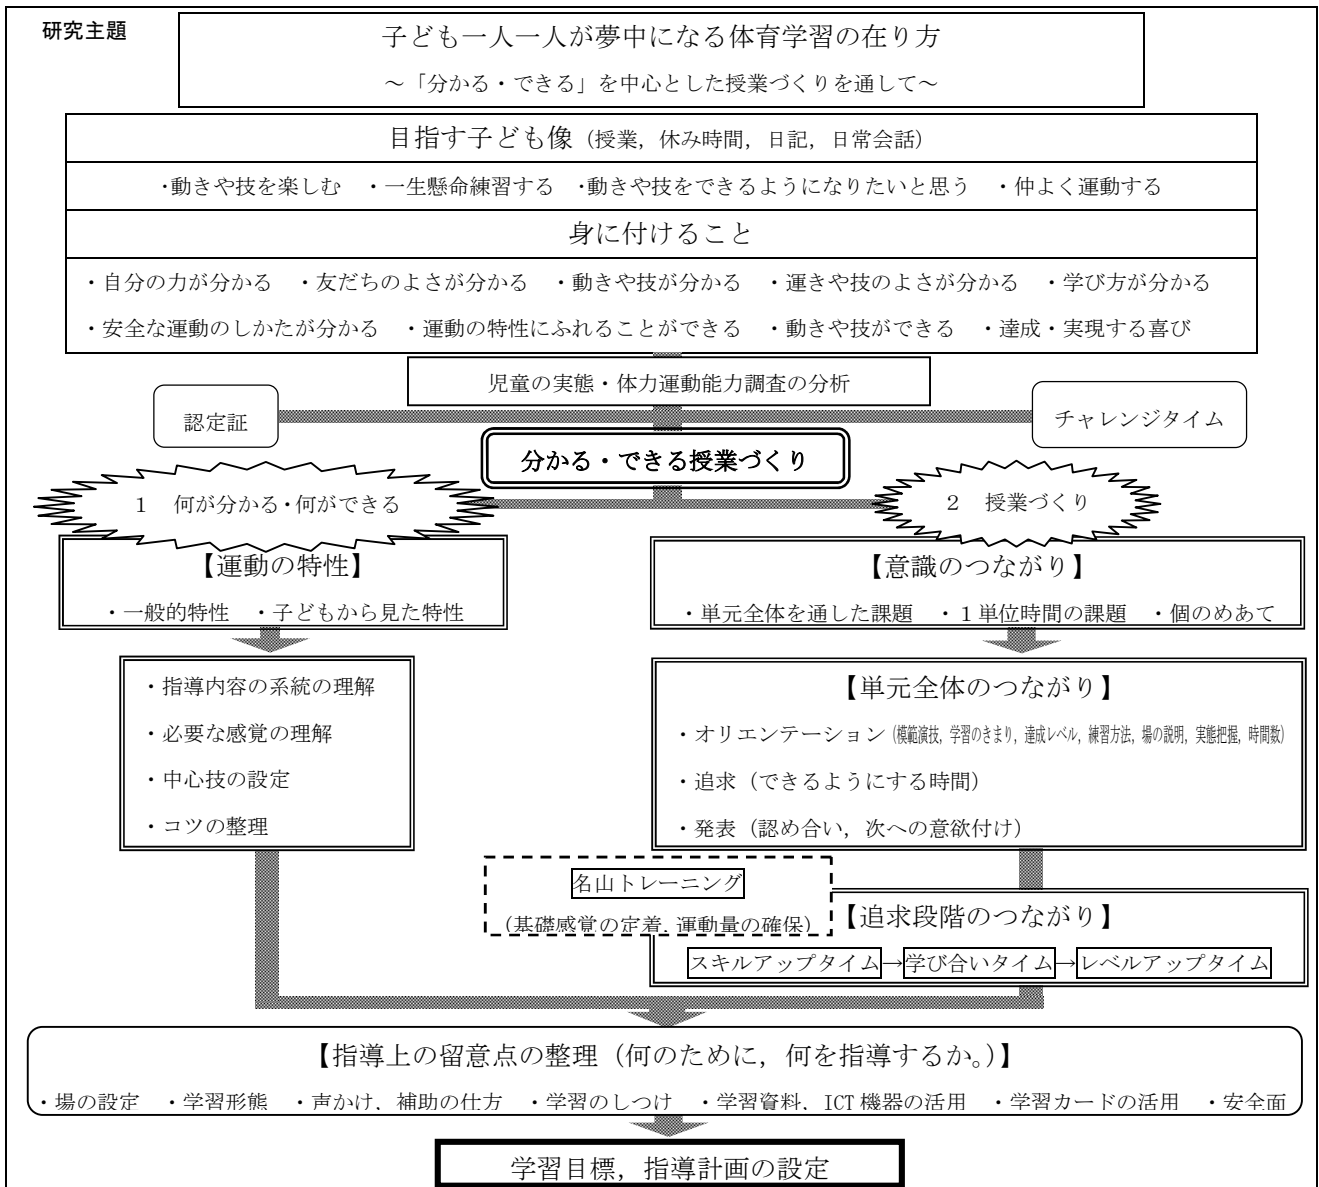 研究主題
子ども一人一人が夢中になる体育学習の在り方
～「分かる・できる」を中心とした授業づくりを通して～
目指す子ども像（授業，休み時間，日記，日常会話）
・動きや技を楽しむ　・一生懸命練習する　・動きや技をできるようになりたいと思う　・仲よく運動する
身に付けること
・自分の力が分かる　・友だちのよさが分かる　・動きや技が分かる　・運きや技のよさが分かる　・学び方が分かる
・安全な運動のしかたが分かる　・運動の特性にふれることができる　・動きや技ができる　・達成・実現する喜び
児童の実態・体力運動能力調査の分析
認定証
チャレンジタイム
分かる・できる授業づくり
１　何が分かる・何ができる
２　授業づくり
【運動の特性】
・一般的特性　・子どもから見た特性
【意識のつながり】
・単元全体を通した課題　・１単位時間の課題　・個のめあて
・指導内容の系統の理解
・必要な感覚の理解
・中心技の設定
・コツの整理
【単元全体のつながり】
・オリエンテーション（模範演技，学習のきまり，達成レベル，練習方法，場の説明，実態把握，時間数）
・追求（できるようにする時間）
・発表（認め合い，次への意欲付け）
名山トレーニング
（基礎感覚の定着，運動量の確保）
【追求段階のつながり】
スキルアップタイム→学び合いタイム→レベルアップタイム
【指導上の留意点の整理（何のために，何を指導するか。）】
・場の設定　・学習形態　・声かけ，補助の仕方　・学習のしつけ　・学習資料，ICT 機器の活用　・学習カードの活用　・安全面
学習目標，指導計画の設定